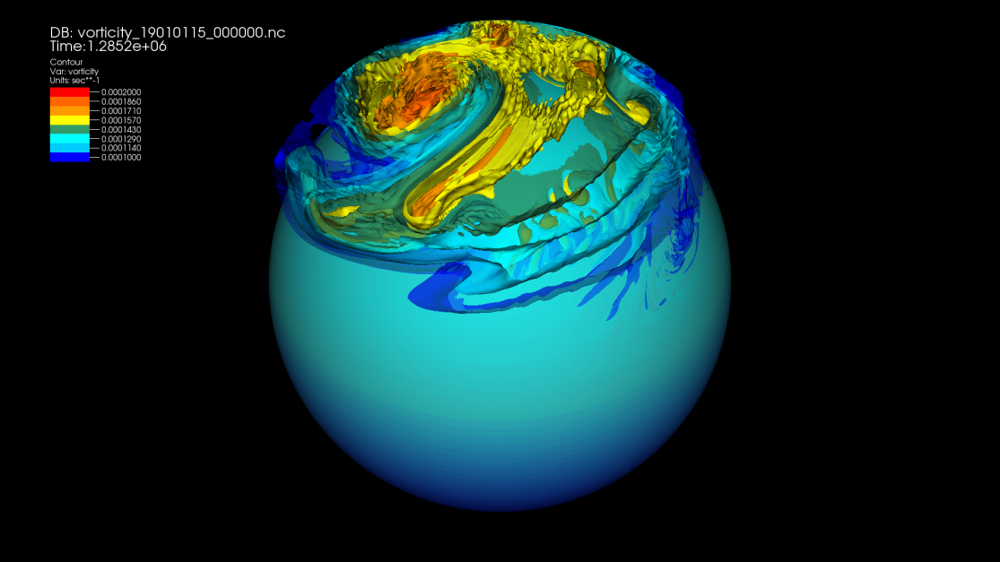 DB: vorticity_19010115_000000.nc
Time:1.2852e+06
Contour
Var: vorticity
Units: sec**-1
0.0002000
0.0001860
0.0001710
0.0001570
0.0001430
0.0001290
0.0001140
0.0001000